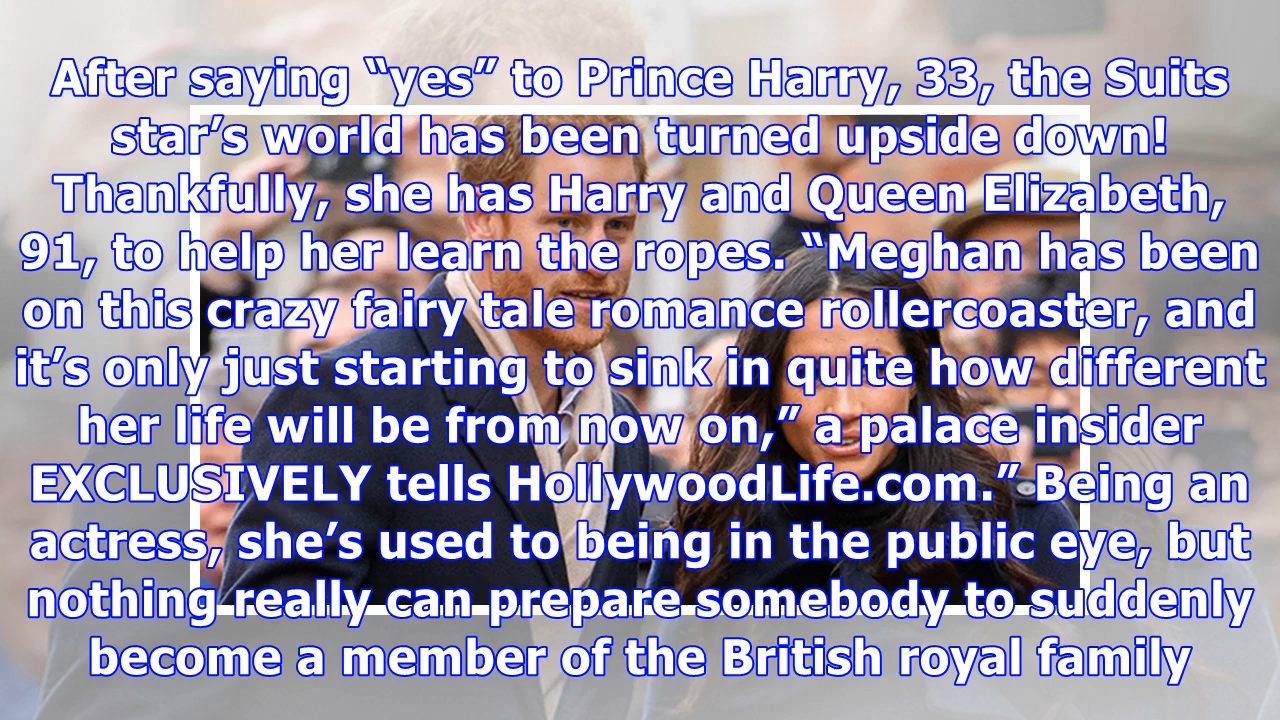 After saying “yes” to Prince Harry, 33, the Suits
star’s world has been turned upside down!
Thankfully, she has Harry and Queen Elizabeth,
91, to help her learn the ropes. “Meghan has been
on this crazy fairy tale romance rollercoaster, and
it’s only just starting to sink in quite how different
her life will be from now on,” a palace insider
EXCLUSIVELY tells HollywoodLife.com.” Being an
actress, she’s used to being in the public eye, but
nothing really can prepare somebody to suddenly
become a member of the British royal family